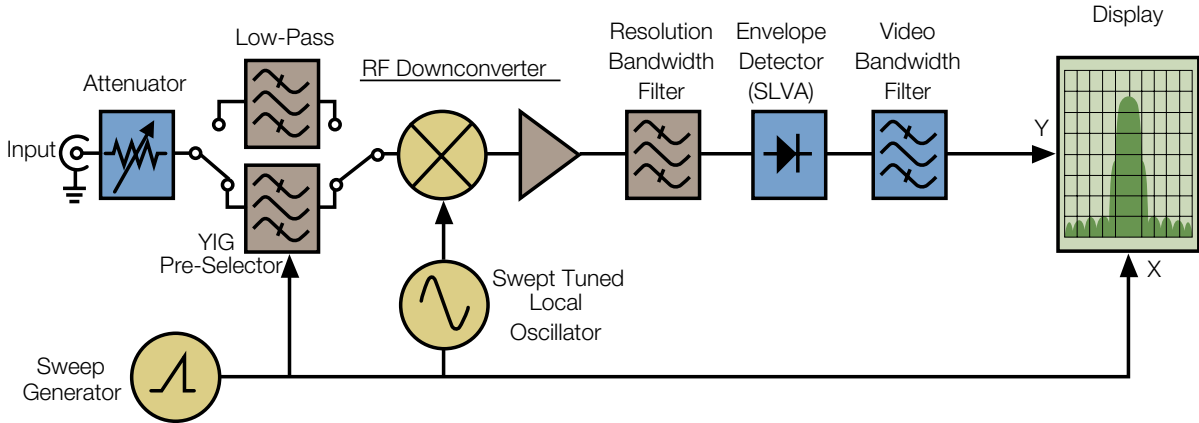 Display
Low-Pass
Resolution
Bandwidth
Filter
Envelope
Detector
(SLVA)
Video
Bandwidth
Filter
RF Downconverter
Attenuator
Input
Y
YIG
Pre-Selector
X
Swept Tuned
Local
Oscillator
Sweep
Generator